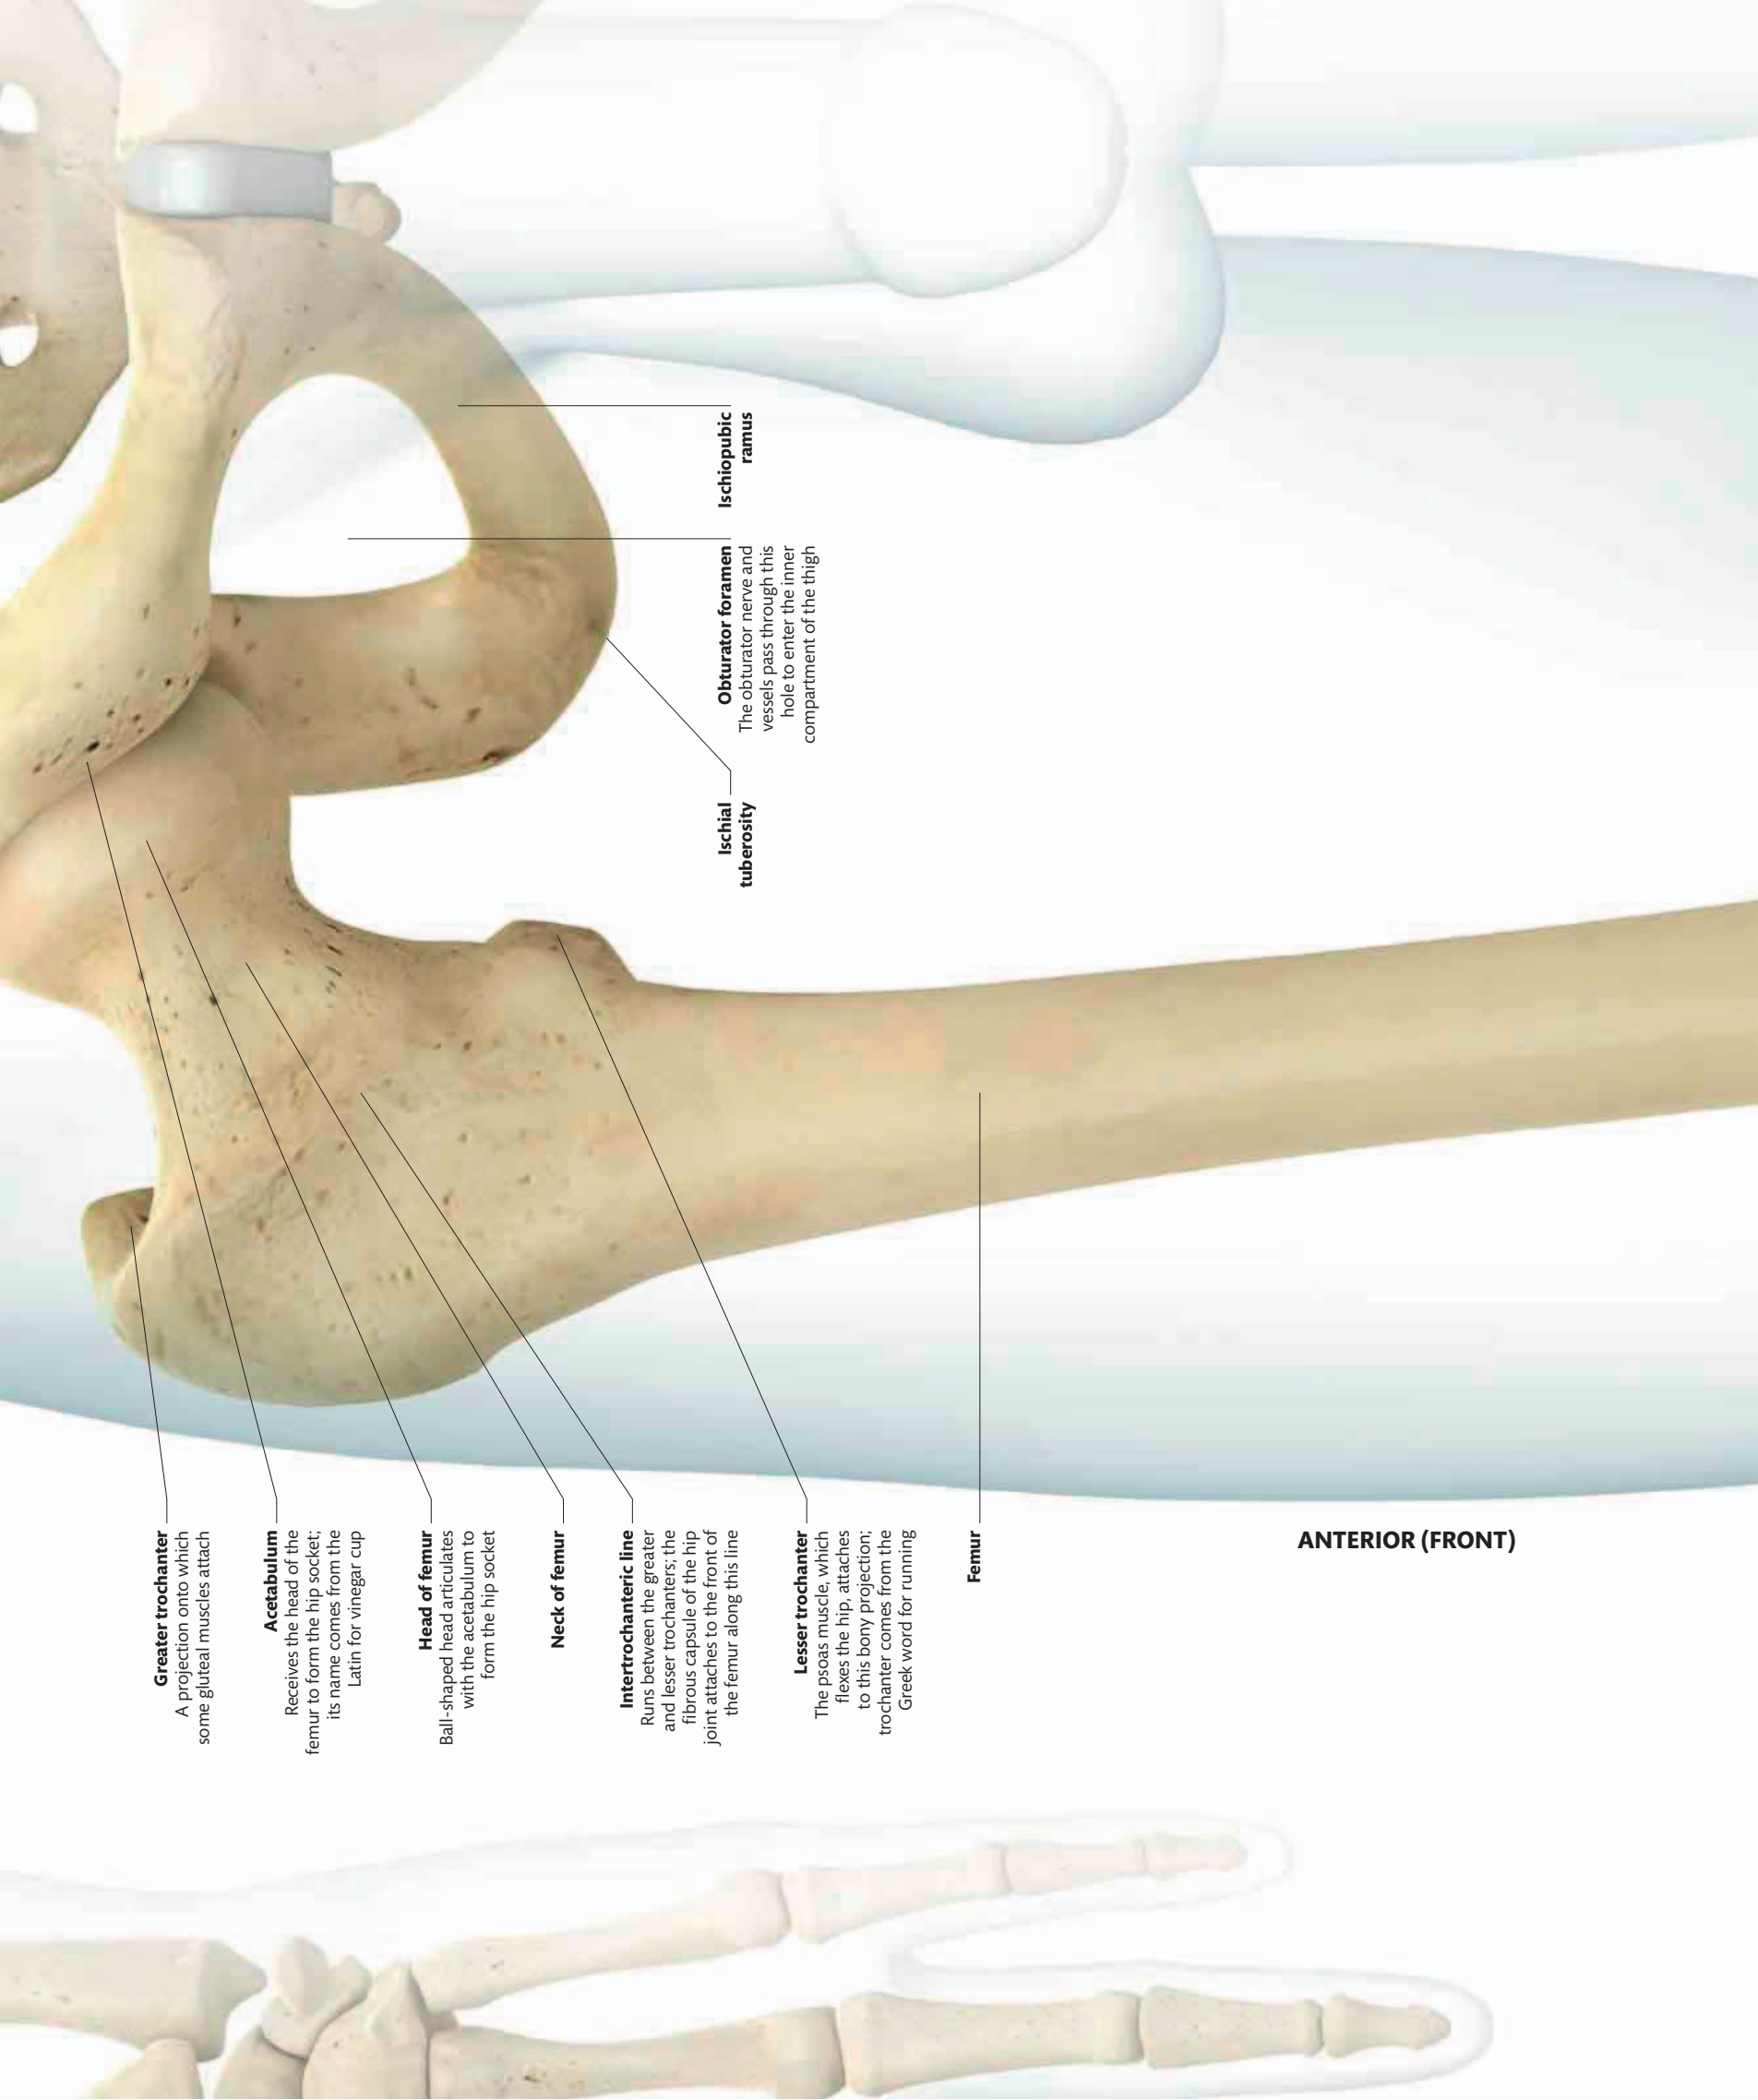 Ischiopubic
ramus
Obturator foramen
The obturator nerve and
vessels pass through this
hole to enter the inner
compartment of the thigh
Ischial
tuberosity
Greater trochanter
A projection onto which
some gluteal muscles attach
Acetabulum
Receives the head of the
femur to form the hip socket;
its name comes from the
Latin for vinegar cup
Head of femur
Ball-shaped head articulates
with the acetabulum to
form the hip socket
Neck of femur
Intertrochanteric line
Runs between the greater
and lesser trochanters; the
fibrous capsule of the hip
joint attaches to the front of
the femur along this line
Lesser trochanter
The psoas muscle, which
flexes the hip, attaches
to this bony projection;
trochanter comes from the
Greek word for running
Femur
ANTERIOR (FRONT)